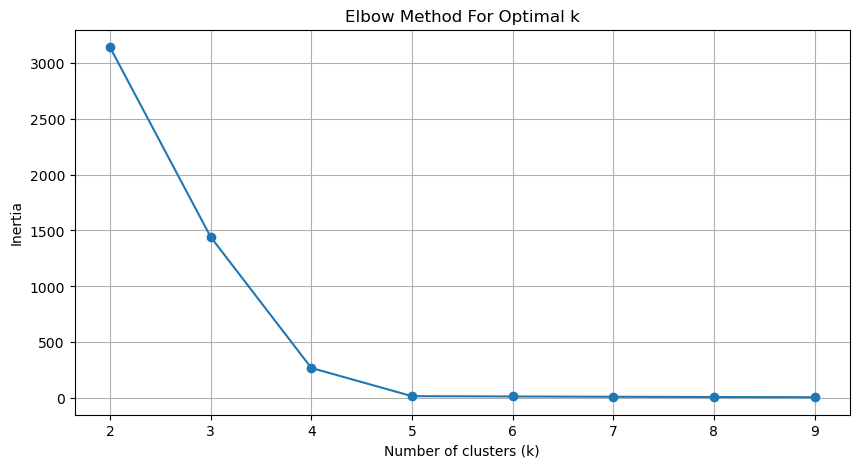 Elbow Method For Optimal k
3000
2500
2000
1500
1000
500
0
Inertia
2 3 4 5 6 7 8 9
Number of clusters (k)